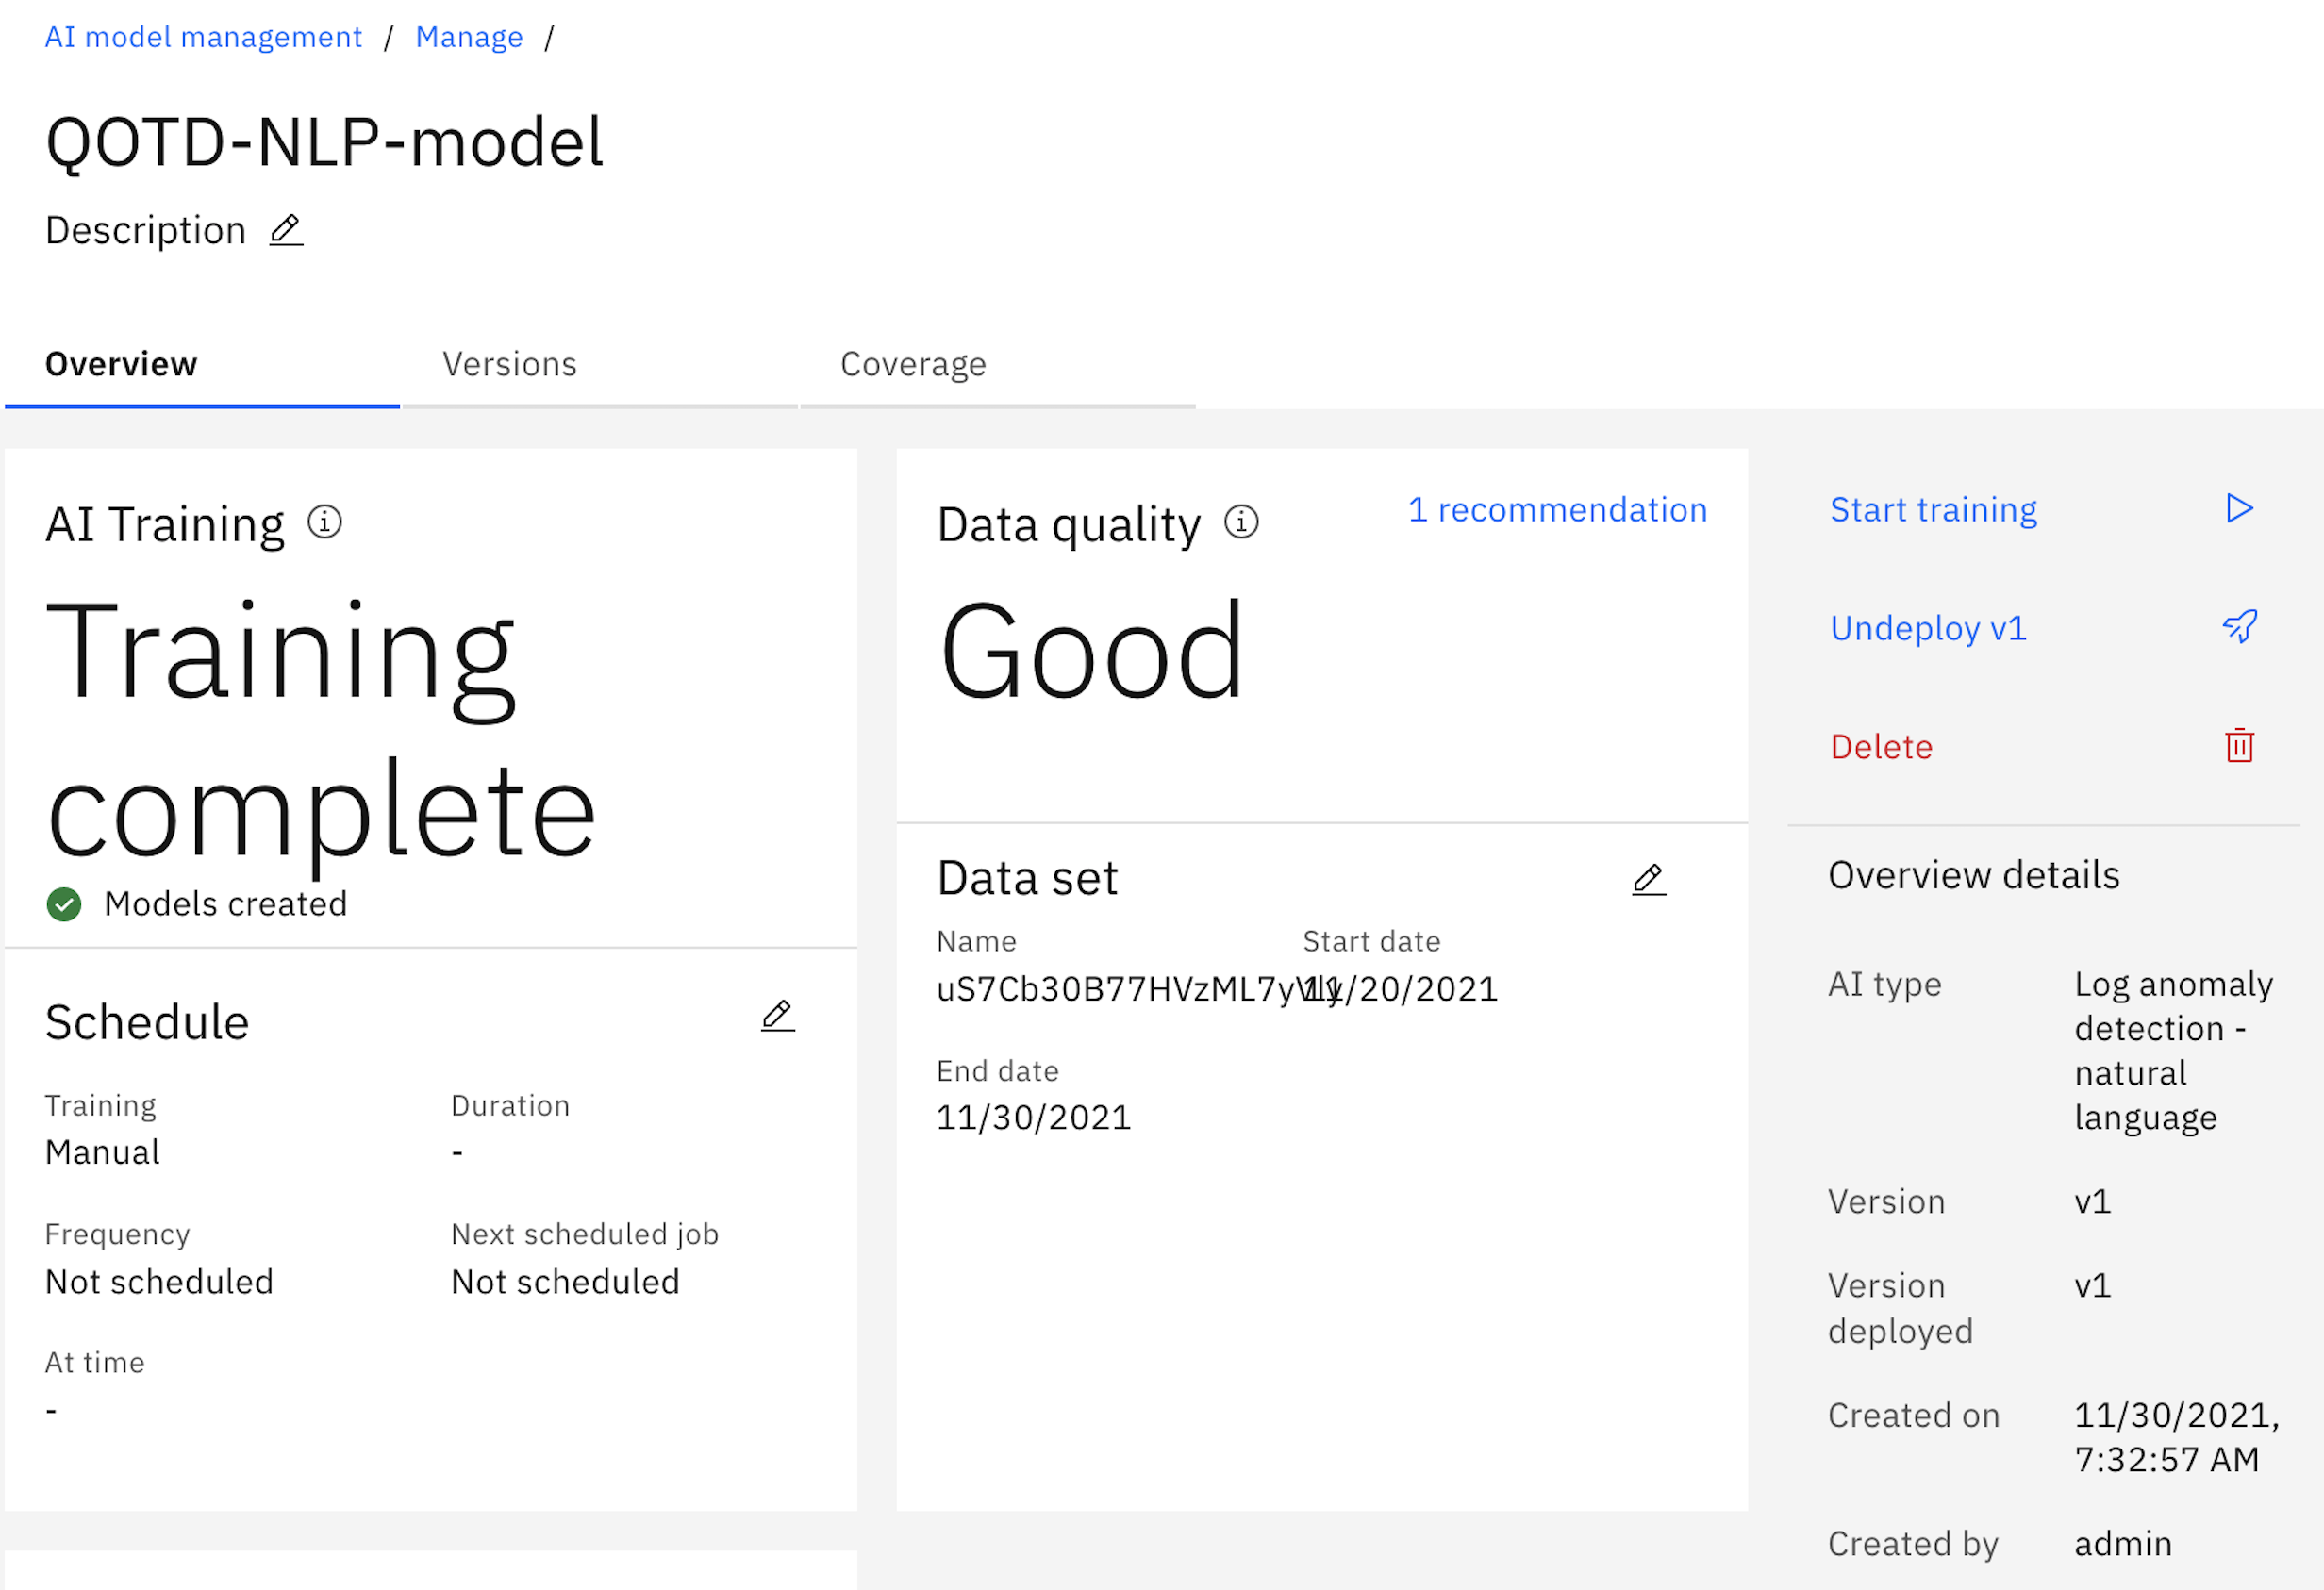 AI model management / Manage /
QOTD-NLP-model
Description
Overview
Versions
Coverage
AI Training
Training
complete
Models created
Schedule
Training
Manual
Duration
-
Frequency
Not scheduled
Next scheduled job
Not scheduled
At time
-
Data quality
1 recommendation
Good
Data set
Name
Start date
11/20/2021
End date
11/30/2021
Start training
Undeploy v1
Delete
Overview details
AI type
Log anomaly
detection -
natural
language
Version
v1
Version
deployed
v1
Created on
11/30/2021,
7:32:57 AM
Created by
admin